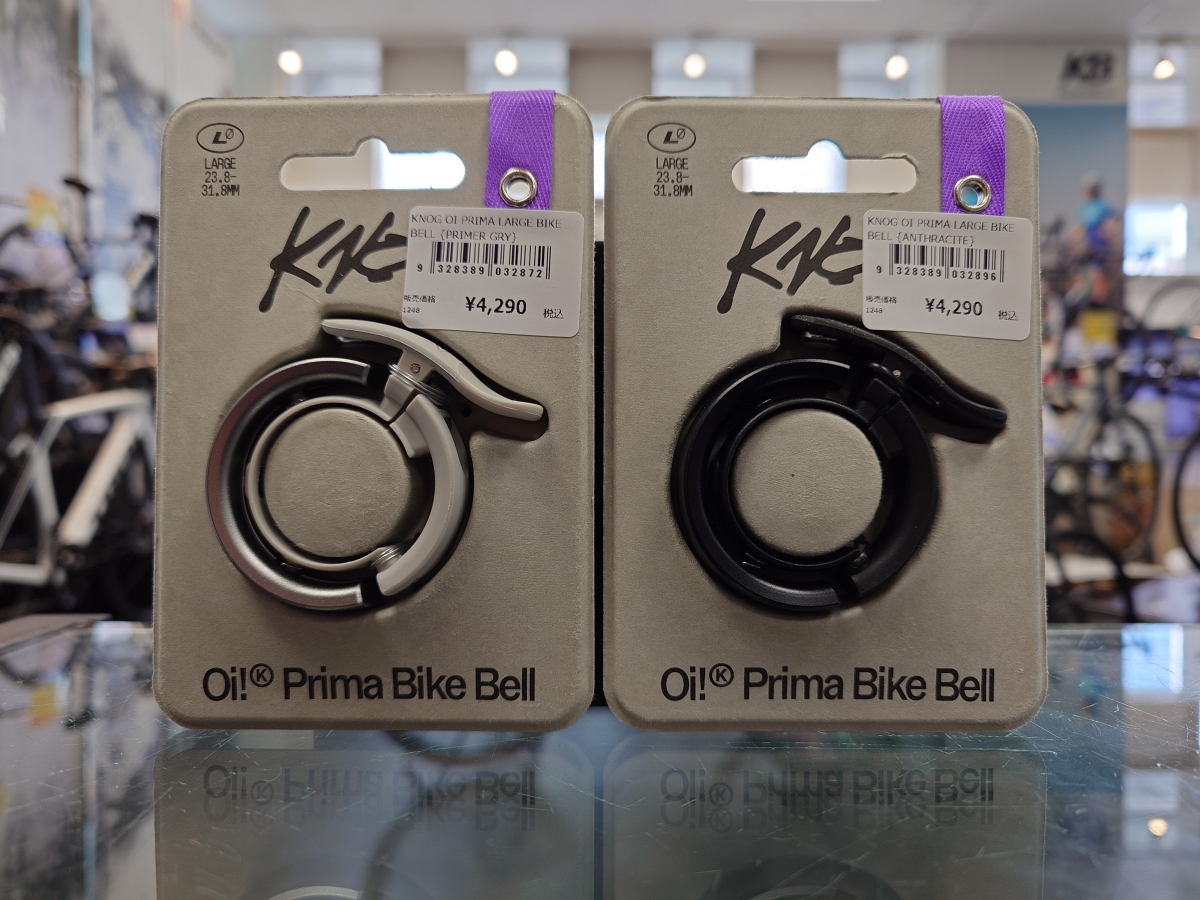 LØ
LARGE
23.8-
31.8MM
KNOG OI PRIMA LARGE BIKE
BELL {PRIMER GRY}
9 328389 032872
販売価格
1248
¥4,290 税込
Oi!Ⓚ Prima Bike Bell
LØ
LARGE
23.8-
31.8MM
KNOG OI PRIMA LARGE BIKE
BELL {ANTHRACITE}
9 328389 032896
販売価格
1248
¥4,290 税込
Oi!Ⓚ Prima Bike Bell